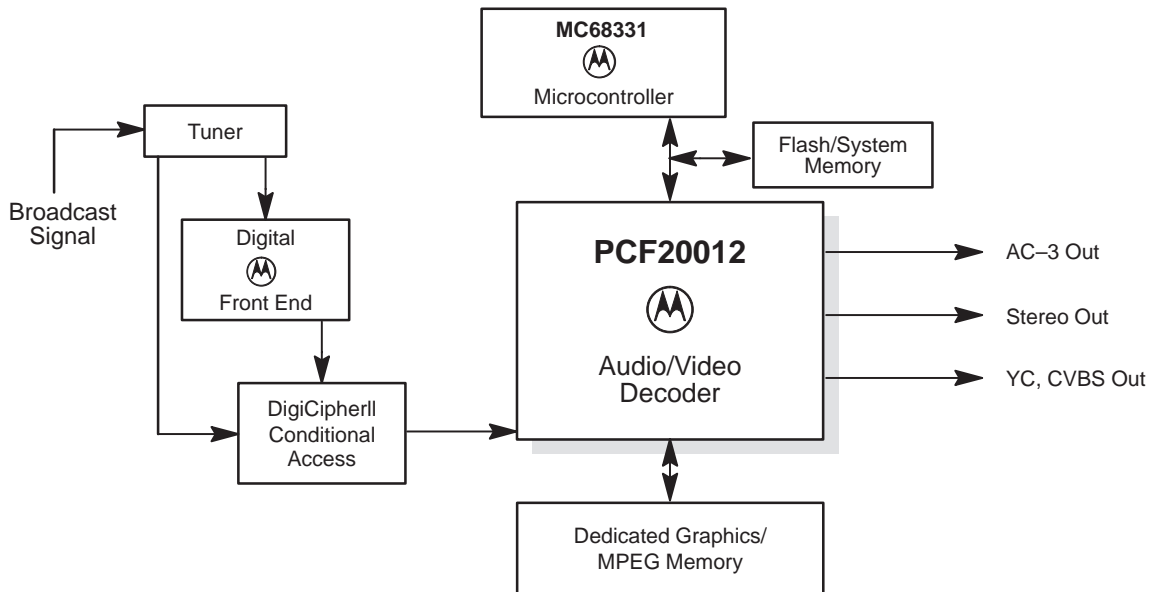 MC68331
Microcontroller
Tuner
Flash/System
Memory
Broadcast
Signal
Digital
Front End
PCF20012
Audio/Video
Decoder
AC–3 Out
Stereo Out
YC, CVBS Out
DigiCipherII
Conditional
Access
Dedicated Graphics/
MPEG Memory